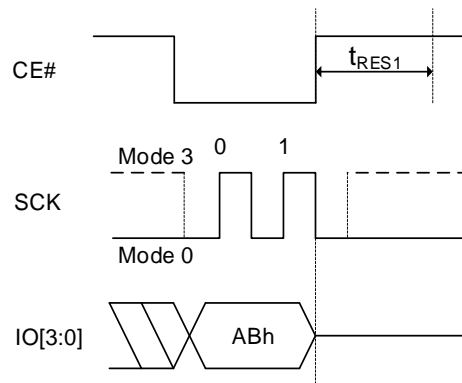 CE#
tRES1
Mode 3
0
1
SCK
Mode 0
IO[3:0]
ABh